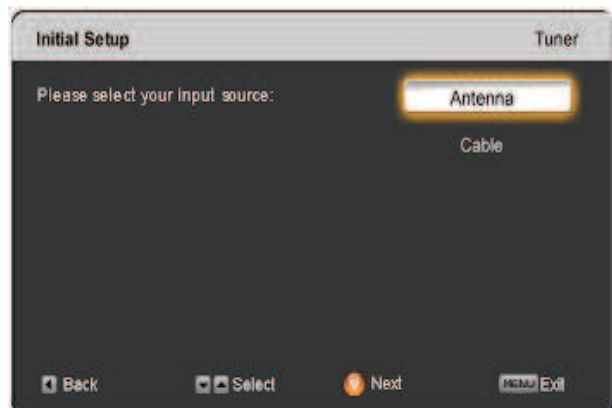 Initial Setup Tuner
Please select your input source: Antenna
Cable
Back Select Next MENU Exit